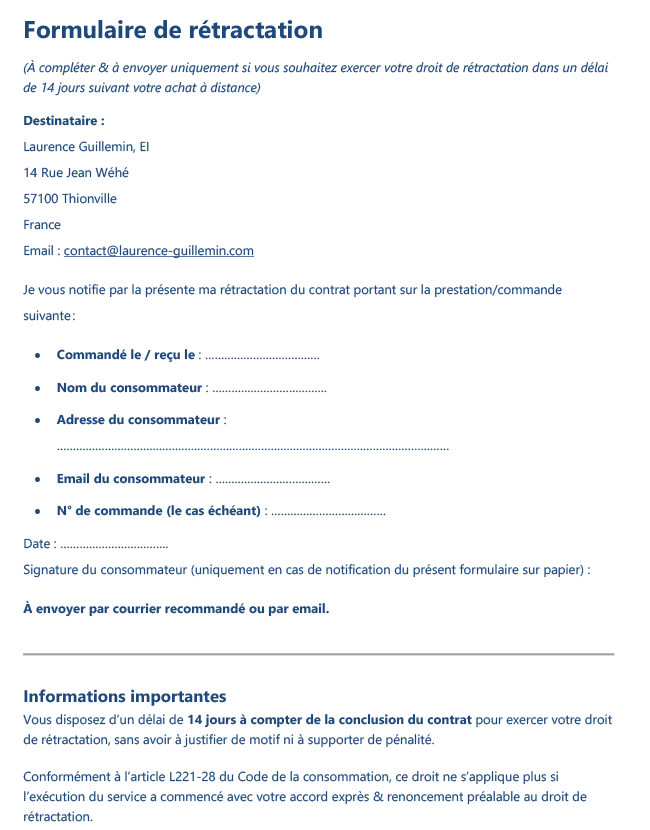 Formulaire de rétractation
(À compléter & à envoyer uniquement si vous souhaitez exercer votre droit de rétractation dans un délai
de 14 jours suivant votre achat à distance)
Destinataire :
Laurence Guillemin, EI
14 Rue Jean Wéhé
57100 Thionville
France
Email : contact@laurence-guillemin.com
Je vous notifie par la présente ma rétractation du contrat portant sur la prestation/commande
suivante :
• Commandé le / reçu le : ....................................
• Nom du consommateur : ....................................
• Adresse du consommateur :
...........................................................................................................................
• Email du consommateur : ....................................
• N° de commande (le cas échéant) : ....................................
Date : ..................................
Signature du consommateur (uniquement en cas de notification du présent formulaire sur papier) :
À envoyer par courrier recommandé ou par email.
Informations importantes
Vous disposez d’un délai de 14 jours à compter de la conclusion du contrat pour exercer votre droit
de rétractation, sans avoir à justifier de motif ni à supporter de pénalité.
Conformément à l’article L221-28 du Code de la consommation, ce droit ne s’applique plus si
l’exécution du service a commencé avec votre accord exprès & renoncement préalable au droit de
rétractation.